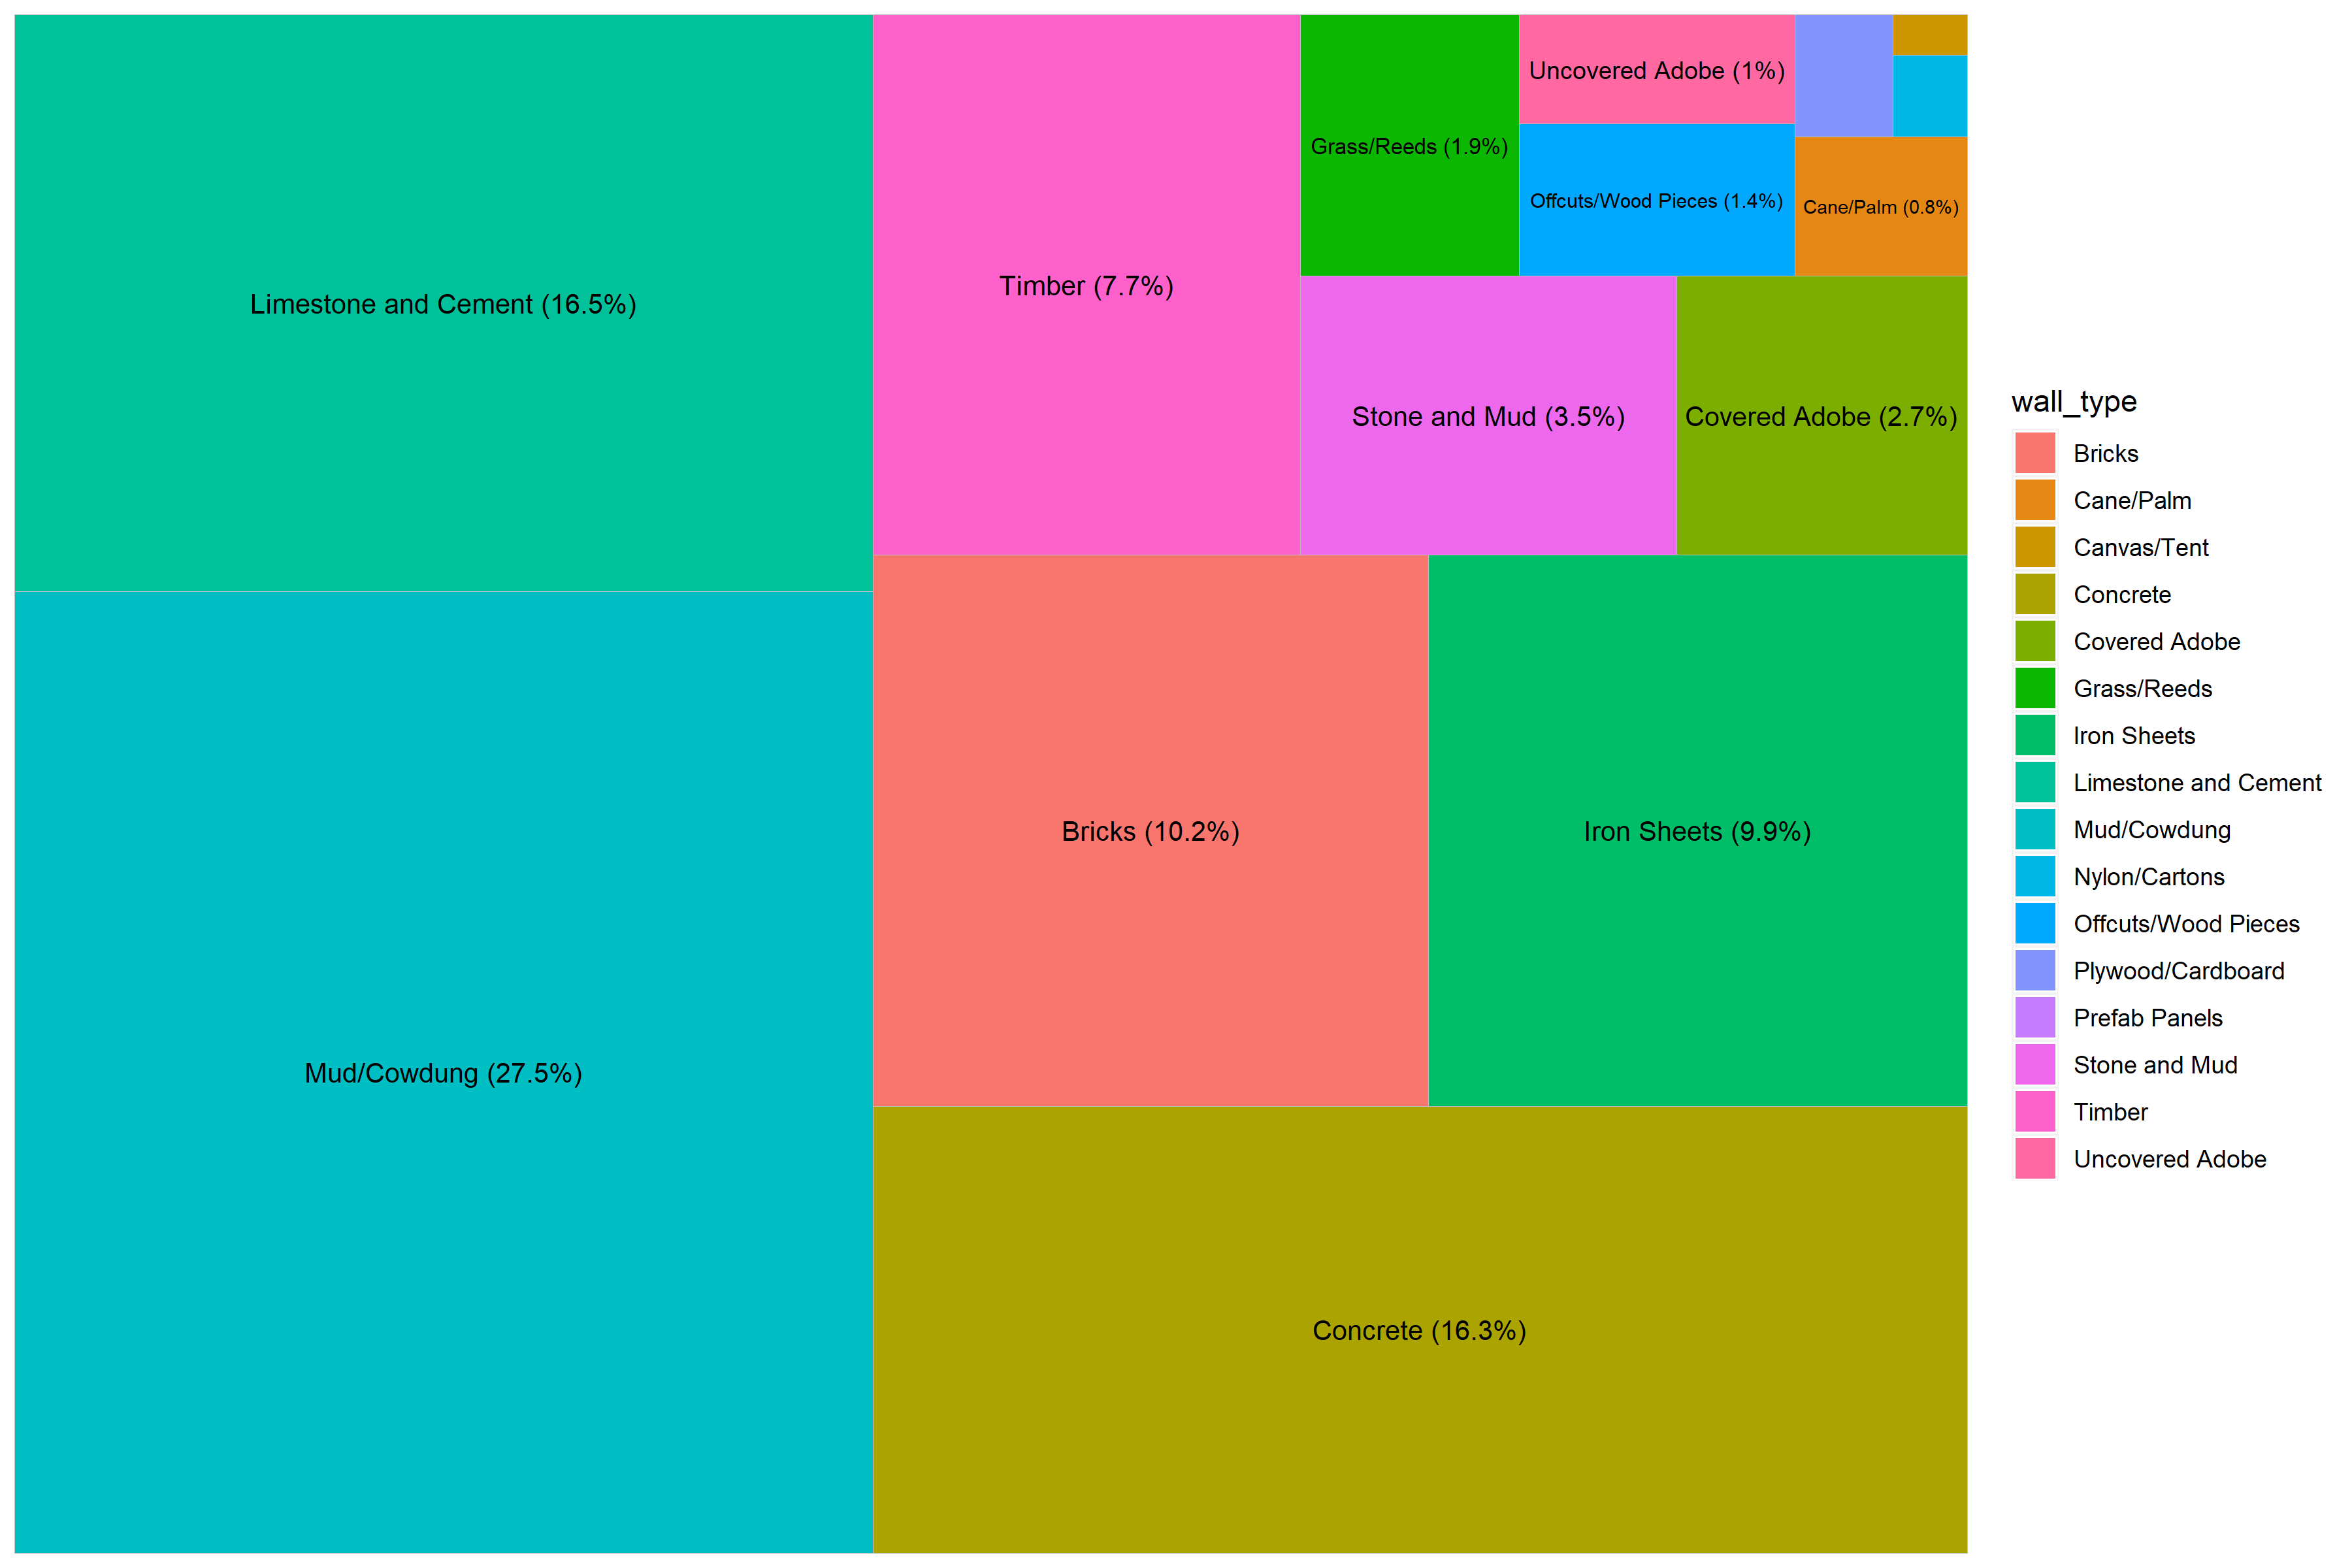 Limestone and Cement (16.5%)
Mud/Cowdung (27.5%)
Timber (7.7%)
Grass/Reeds (1.9%)
Uncovered Adobe (1%)
Offcuts/Wood Pieces (1.4%)
Cane/Palm (0.8%)
Stone and Mud (3.5%)
Covered Adobe (2.7%)
Bricks (10.2%)
Iron Sheets (9.9%)
Concrete (16.3%)
wall_type
Bricks
Cane/Palm
Canvas/Tent
Concrete
Covered Adobe
Grass/Reeds
Iron Sheets
Limestone and Cement
Mud/Cowdung
Nylon/Cartons
Offcuts/Wood Pieces
Plywood/Cardboard
Prefab Panels
Stone and Mud
Timber
Uncovered Adobe